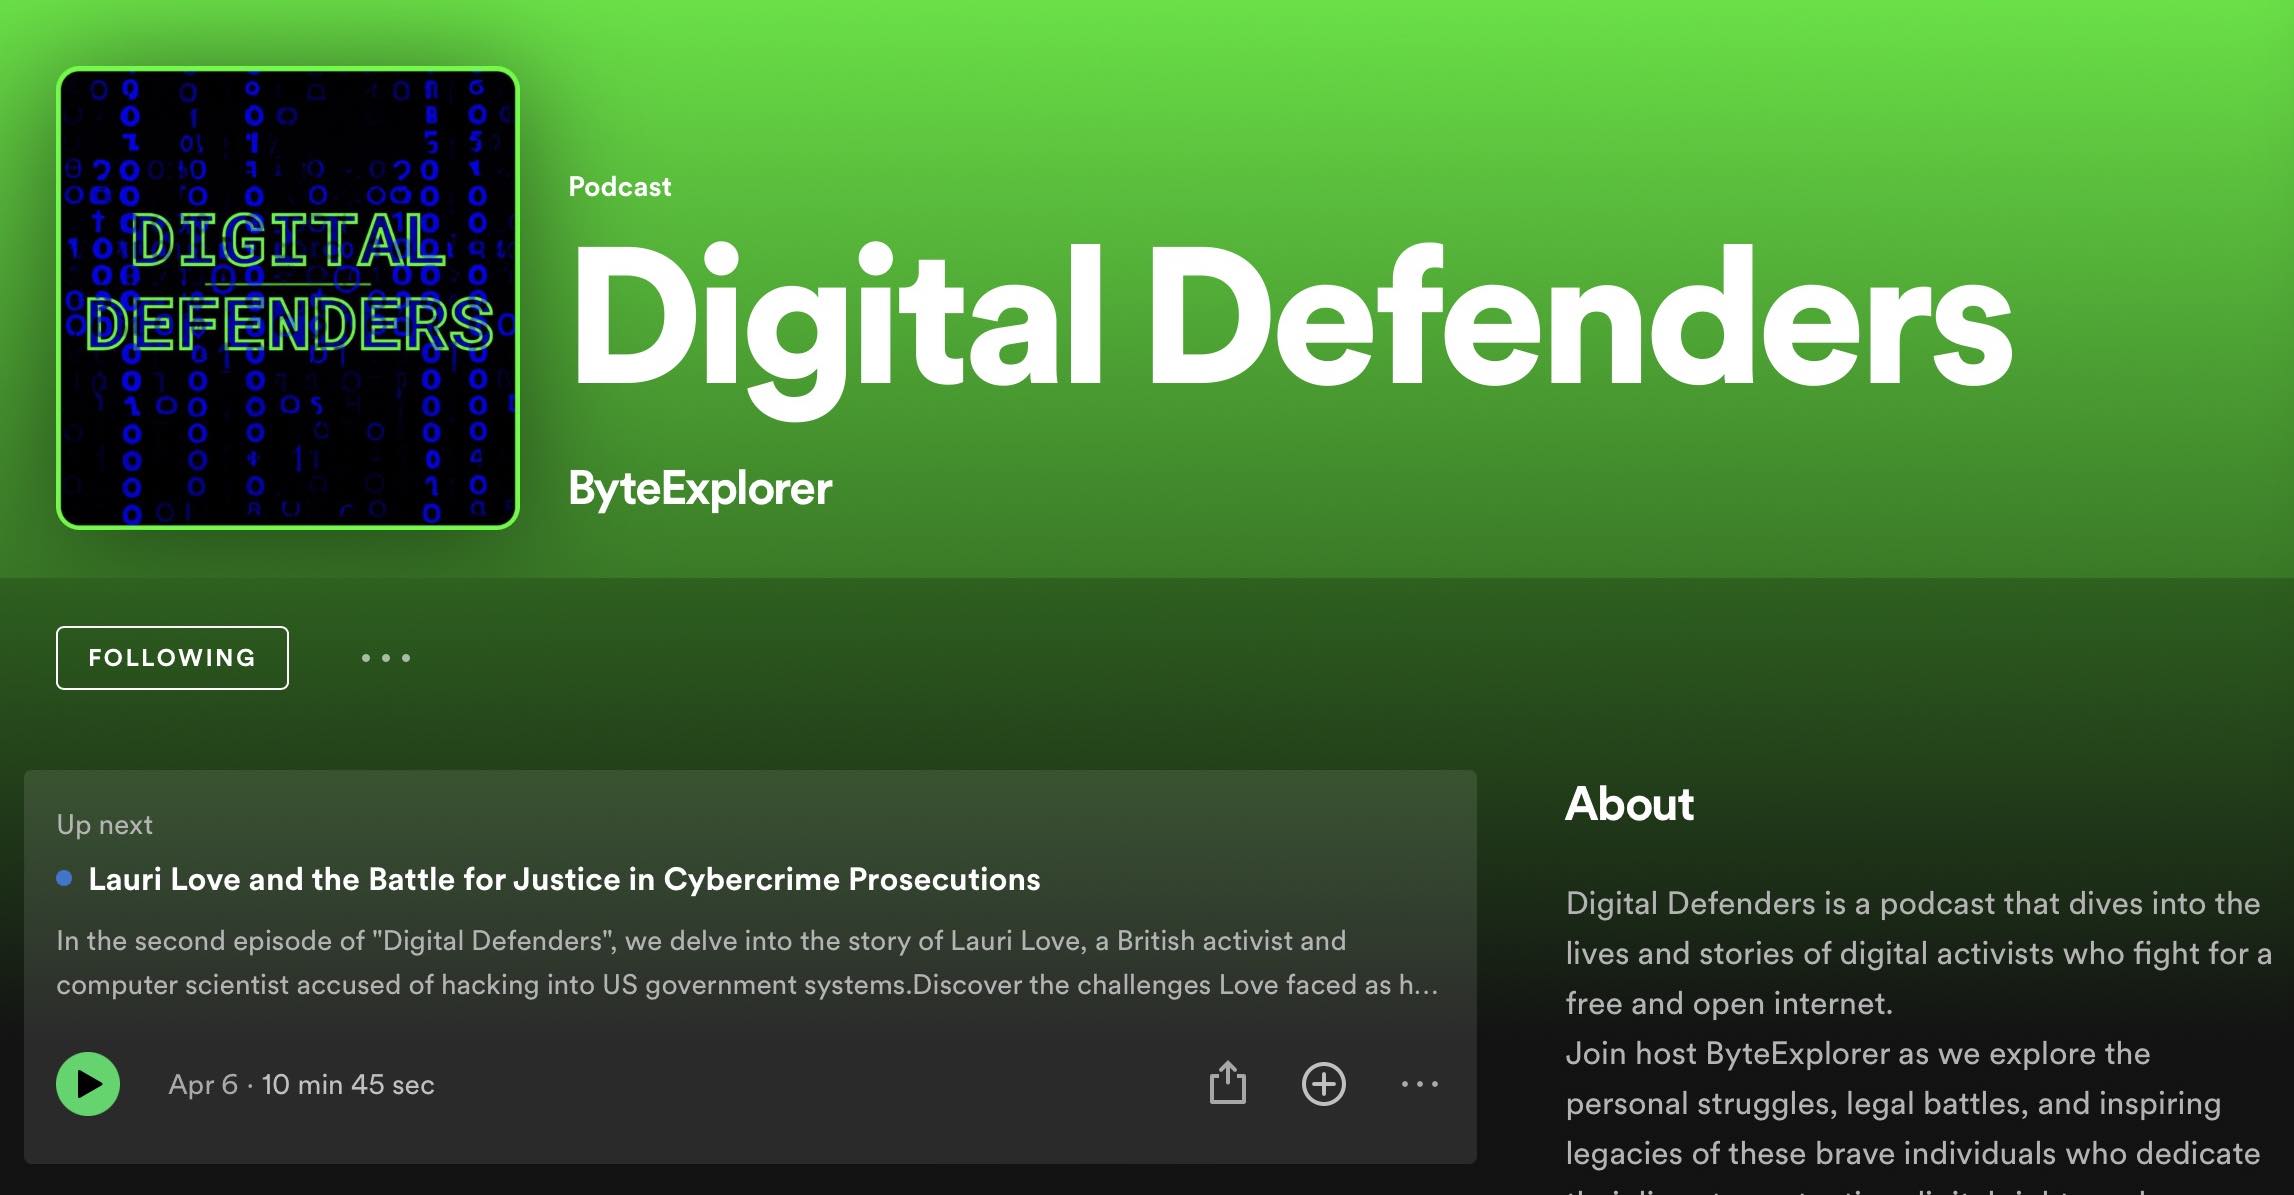 DIGITAL
DEFENDERS
Podcast
Digital Defenders
ByteExplorer
FOLLOWING
Up next
Lauri Love and the Battle for Justice in Cybercrime Prosecutions
In the second episode of "Digital Defenders", we delve into the story of Lauri Love, a British activist and
computer scientist accused of hacking into US government systems.Discover the challenges Love faced as h...
Apr 6 · 10 min 45 sec
About
Digital Defenders is a podcast that dives into the
lives and stories of digital activists who fight for a
free and open internet.
Join host ByteExplorer as we explore the
personal struggles, legal battles, and inspiring
legacies of these brave individuals who dedicate